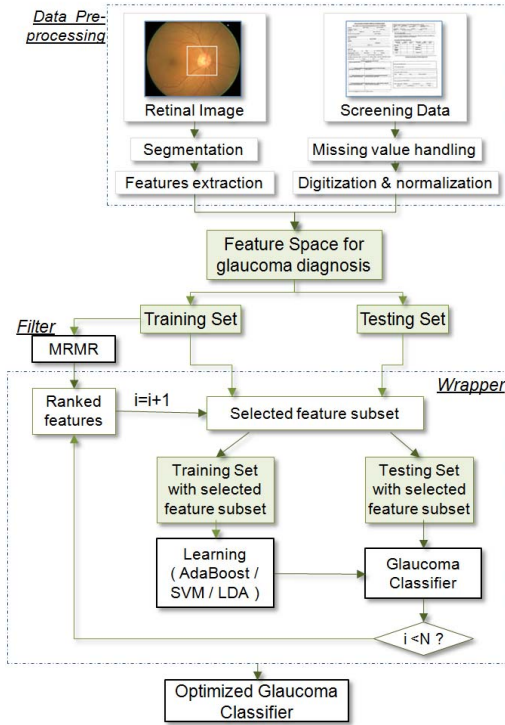 Data Pre-
processing
Retinal Image
Screening Data
Segmentation
Missing value handling
Features extraction
Digitization & normalization
Feature Space for
glaucoma diagnosis
Training Set
Testing Set
Filter
MRMR
Wrapper
Ranked
features
i=i+1
Selected feature subset
Training Set
with selected
feature subset
Testing Set
with selected
feature subset
Learning
( AdaBoost /
SVM / LDA )
Glaucoma
Classifier
i <N ?
Optimized Glaucoma
Classifier